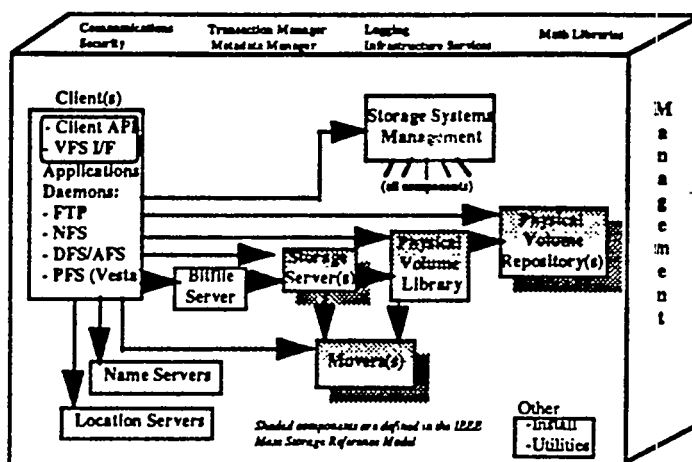 Communications
Security
Transaction Manager
Metadata Manager
Logging
Infrastructure Services
Math Libraries
Management
Client(s)
- Client API
- VFS I/F
Applications
Daemons:
- FTP
- NFS
- DFS/AFS
- PFS (Vesta
Storage Systems
Management
(all components)
Physical
Volume
Repository(s)
Physical
Volume
Library
Storage
Server(s)
Bitfile
Server
Movers(s)
Name Servers
Location Servers
Shaded components are defined in the IEEE
Mass Storage Reference Model
Other
-Install
-Utilities